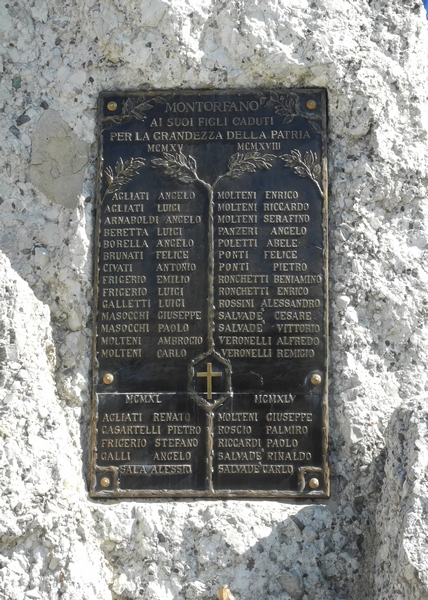 MONTORFANO
AI SUOI FIGLI CADUTI
PER LA GRANDEZZA DELLA PATRIA
MCMXV MCMXVIII
AGLIATI ANGELO
AGLIATI LUIGI
ARNABOLDI ANGELO
BERETTA LUIGI
BORELLA ANGELO
BRUNATI FELICE
CIVATI ANTONIO
FRIGERIO EMILIO
FRIGERIO LUIGI
GALLETTI LUIGI
MASOCCHI GIUSEPPE
MASOCCHI PAOLO
MOLTENI AMBROGIO
MOLTENI CARLO
MOLTENI ENRICO
MOLTENI RICCARDO
MOLTENI SERAFINO
PANZERI ANGELO
POLETTI ABELE
PONTI FELICE
PONTI PIETRO
RONCHETTI BENIAMINO
RONCHETTI ENRICO
ROSSINI ALESSANDRO
SALVADE CESARE
SALVADE VITTORIO
VERONELLI ALFREDO
VERONELLI REMIGIO
MCMXL MCMXLV
AGLIATI RENATO
CASARTELLI PIETRO
FRIGERIO STEFANO
GALLI ANGELO
SALA ALESSIO
MOLTENI GIUSEPPE
ROSCIO PALMIRO
RICCARDI PAOLO
SALVADE RINALDO
SALVADE CARLO